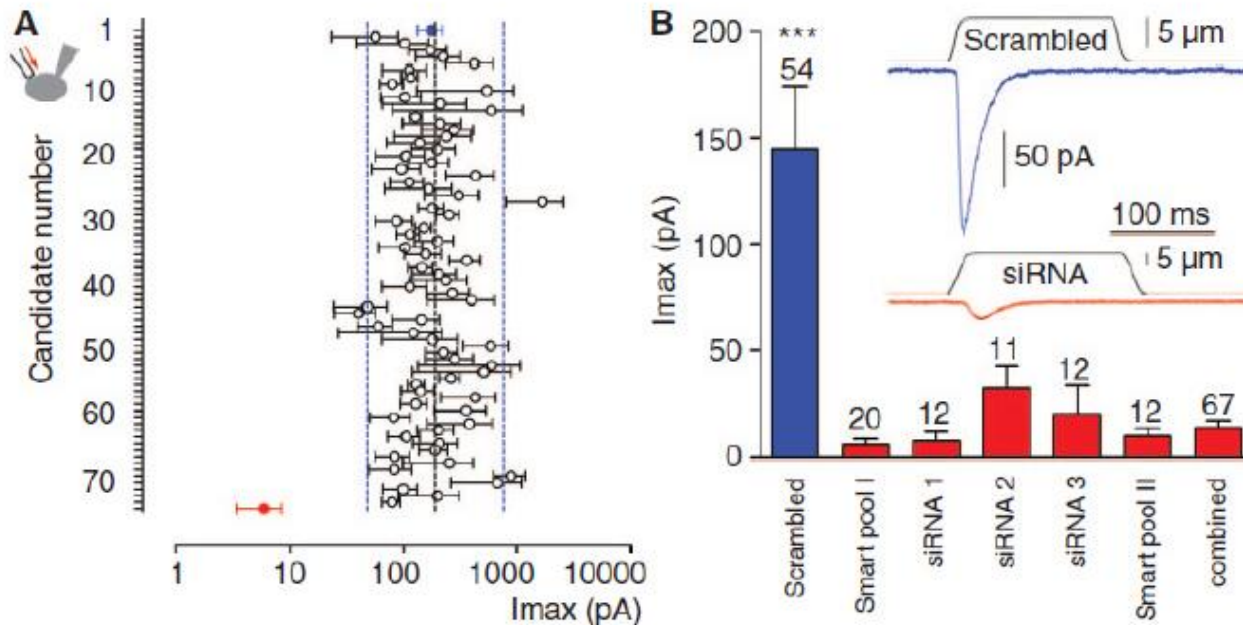 A
Candidate number
1
10
20
30
40
50
60
70
1
10
100
1000
10000
Imax (pA)
B
Imax (pA)
200
150
100
50
0
***
54
20
12
11
12
12
67
Scrambled
5 µm
50 pA
100 ms
5 µm
siRNA
Scrambled
Smart pool I
siRNA 1
siRNA 2
siRNA 3
Smart pool II
combined